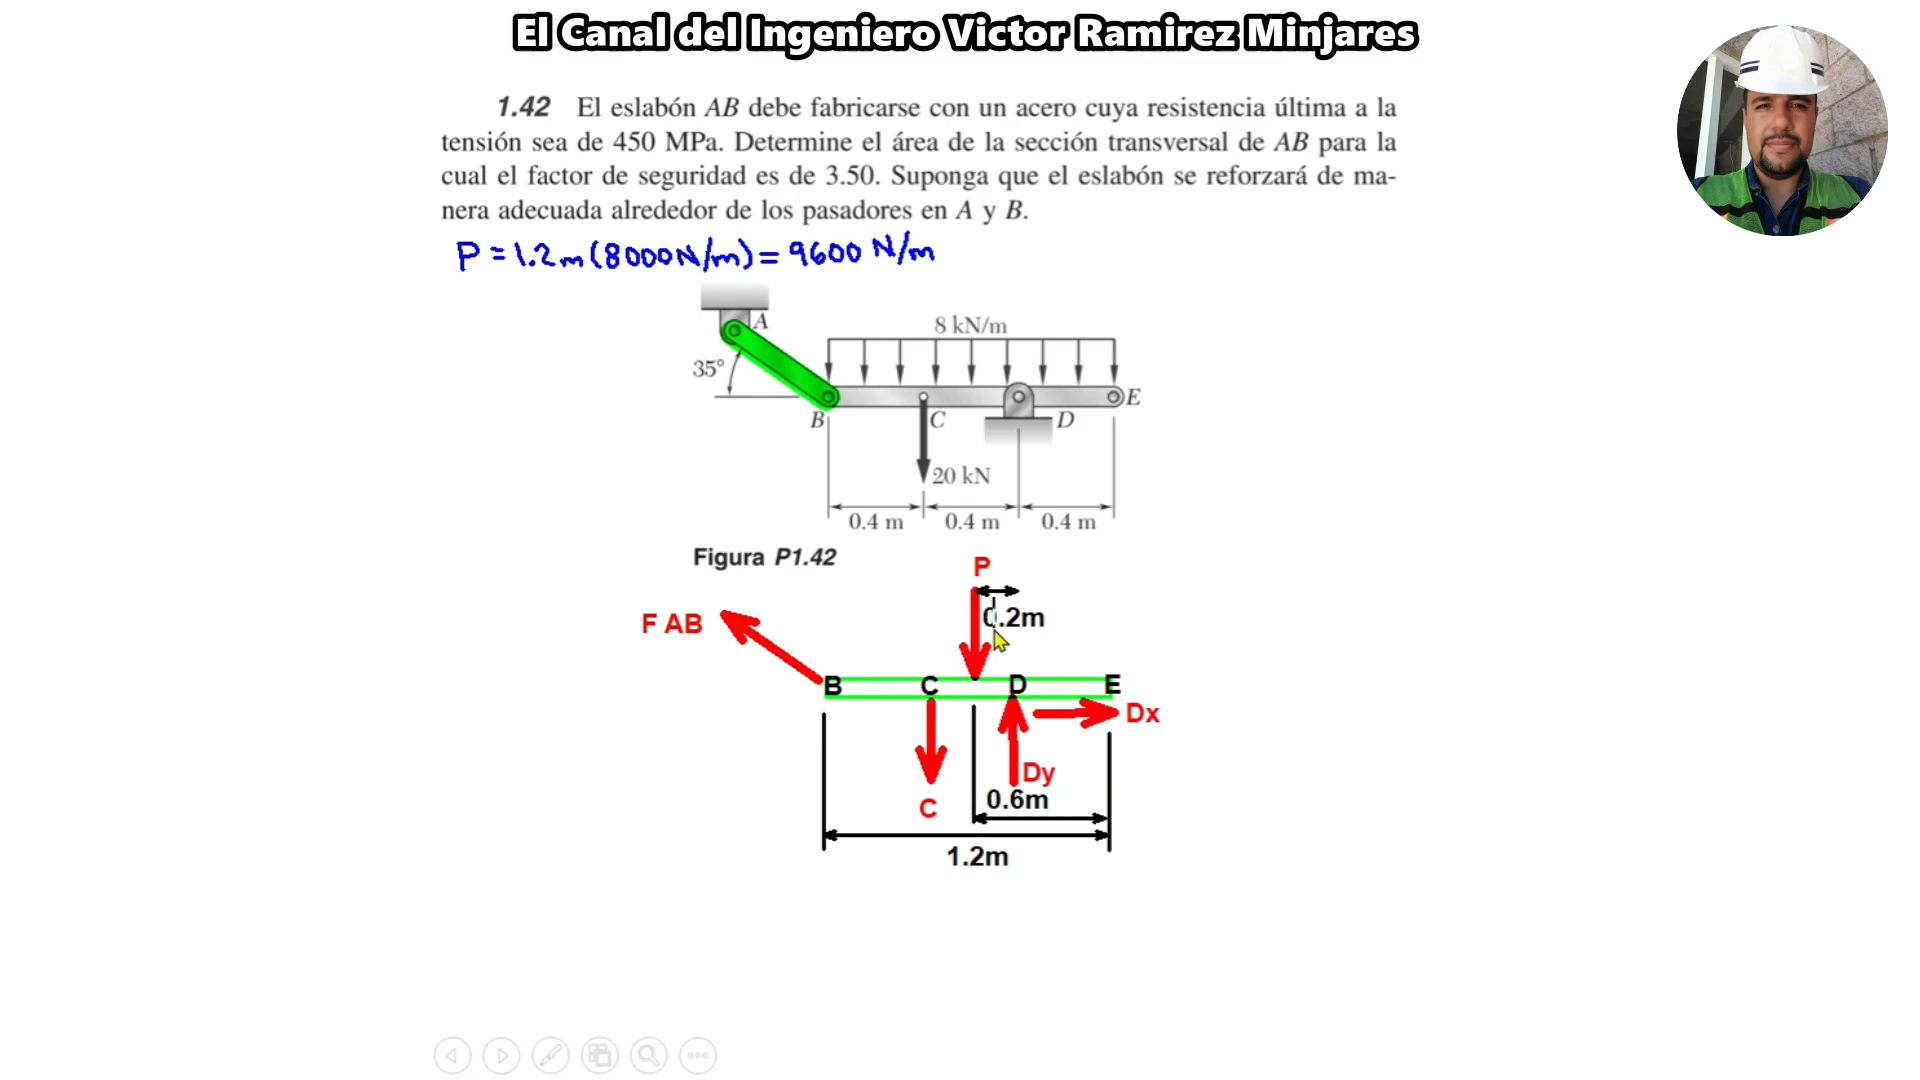 El Canal del Ingeniero Victor Ramirez Minjares
1.42 El eslabón AB debe fabricarse con un acero cuya resistencia última a la
tensión sea de 450 MPa. Determine el área de la sección transversal de AB para la
cual el factor de seguridad es de 3.50. Suponga que el eslabón se reforzará de ma-
nera adecuada alrededor de los pasadores en A y B.
P = 1.2m (8000N/m) = 9600 N/m
A
8 kN/m
35°
E
B
C
D
20 kN
0.4 m
0.4 m
0.4 m
Figura P1.42
P
F AB
0.2m
B
C
D
E
Dx
Dy
C
0.6m
1.2m